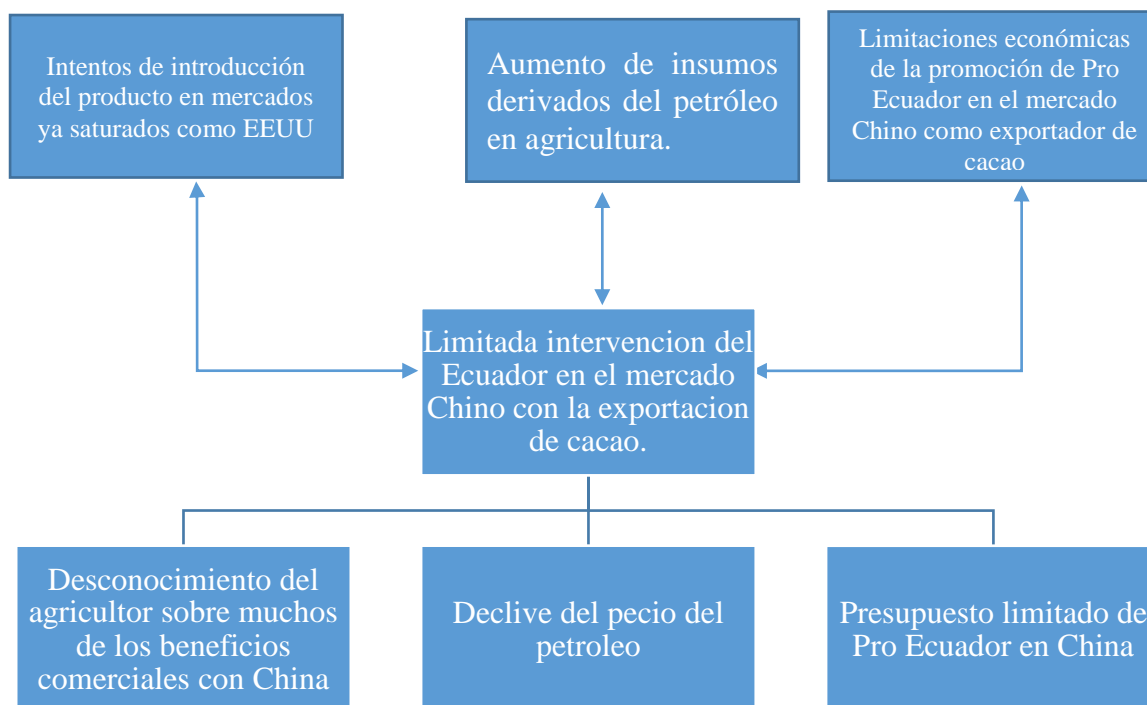 Intentos de introducción
del producto en mercados
ya saturados como EEUU
Aumento de insumos
derivados del petróleo
en agricultura.
Limitaciones económicas
de la promoción de Pro
Ecuador en el mercado
Chino como exportador de
cacao
Limitada intervencion del
Ecuador en el mercado
Chino con la exportacion
de cacao.
Desconocimiento del
agricultor sobre muchos
de los beneficios
comerciales con China
Declive del pecio del
petroleo
Presupuesto limitado de
Pro Ecuador en China